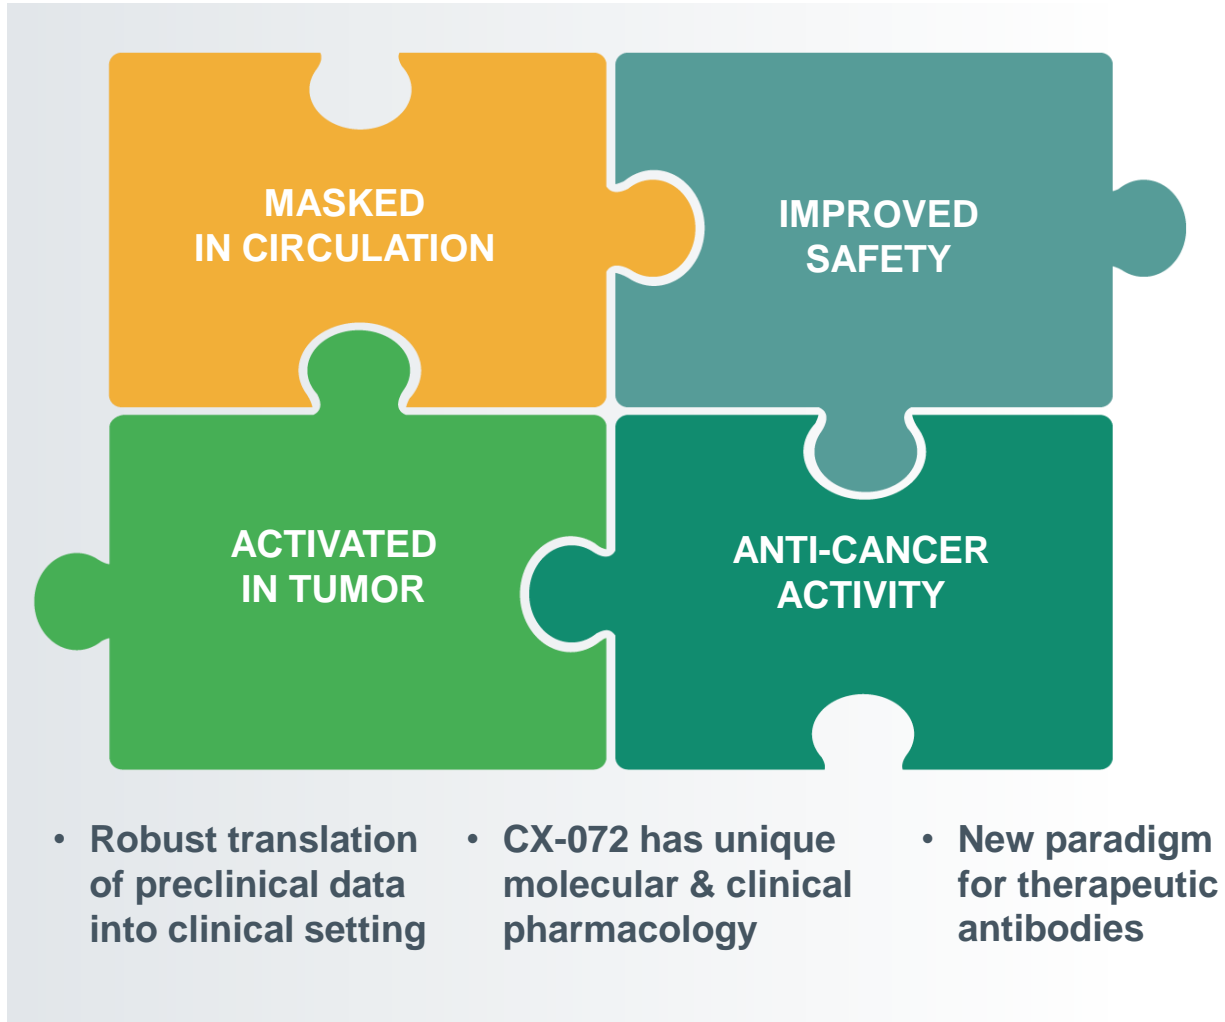 MASKED
IN CIRCULATION
IMPROVED
SAFETY
ACTIVATED
IN TUMOR
ANTI-CANCER
ACTIVITY
• Robust translation
of preclinical data
into clinical setting
• CX-072 has unique
molecular & clinical
pharmacology
• New paradigm
for therapeutic
antibodies